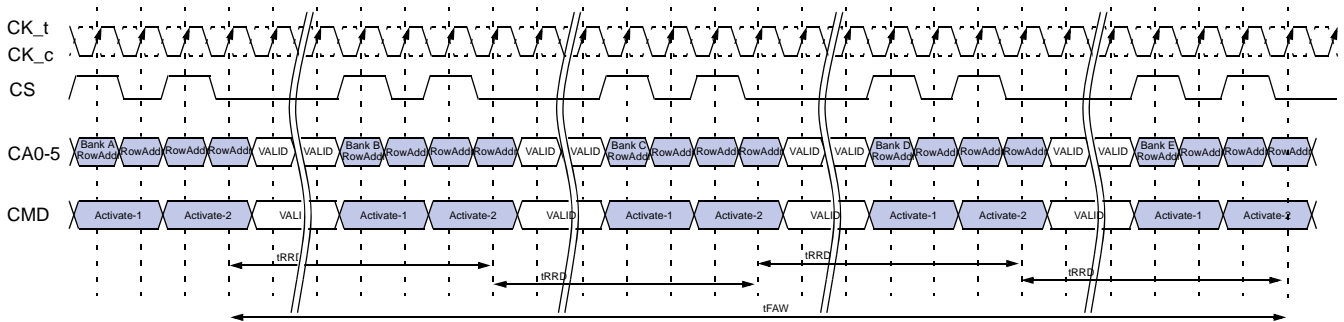 CK_t
CK_c
CS
CA0-5 Bank A RowAddr RowAddr RowAddr RowAddr VALID VALID Bank B RowAddr RowAddr RowAddr RowAddr VALID VALID Bank C RowAddr RowAddr RowAddr RowAddr VALID VALID Bank D RowAddr RowAddr RowAddr RowAddr VALID VALID Bank E RowAddr RowAddr RowAddr RowAddr
CMD Activate-1 Activate-2 VALID Activate-1 Activate-2 VALID Activate-1 Activate-2 VALID Activate-1 Activate-2 VALID Activate-1 Activate-2
tRRD tRRD
tRRD tRRD
tFAW